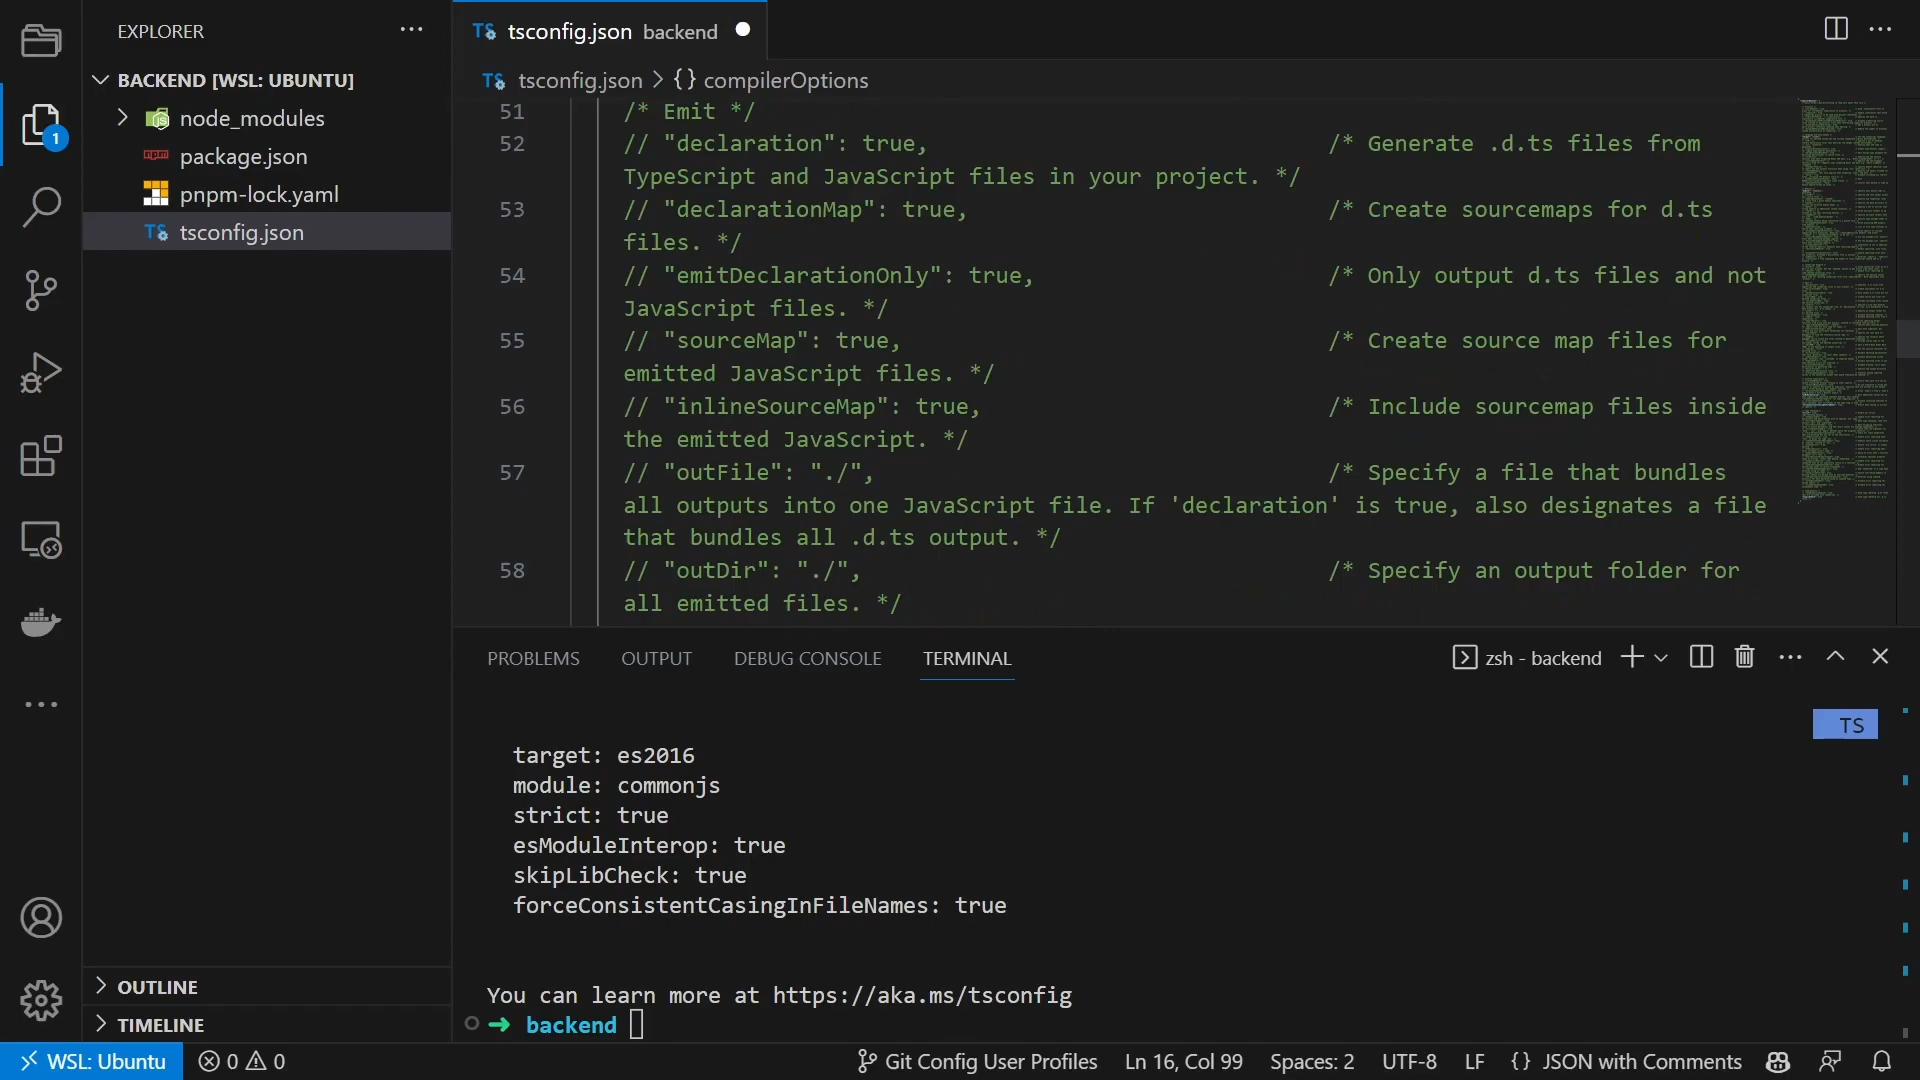 EXPLORER
BACKEND [WSL: UBUNTU]
node_modules
package.json
pnpm-lock.yaml
TS tsconfig.json
OUTLINE
TIMELINE
1
TS tsconfig.json backend
TS tsconfig.json > {} compilerOptions
51 /* Emit */
52 // "declaration": true, /* Generate .d.ts files from
TypeScript and JavaScript files in your project. */
53 // "declarationMap": true, /* Create sourcemaps for d.ts
files. */
54 // "emitDeclarationOnly": true, /* Only output d.ts files and not
JavaScript files. */
55 // "sourceMap": true, /* Create source map files for
emitted JavaScript files. */
56 // "inlineSourceMap": true, /* Include sourcemap files inside
the emitted JavaScript. */
57 // "outFile": "./", /* Specify a file that bundles
all outputs into one JavaScript file. If 'declaration' is true, also designates a file
that bundles all .d.ts output. */
58 // "outDir": "./", /* Specify an output folder for
all emitted files. */
PROBLEMS OUTPUT DEBUG CONSOLE TERMINAL zsh - backend
TS
target: es2016
module: commonjs
strict: true
esModuleInterop: true
skipLibCheck: true
forceConsistentCasingInFileNames: true
You can learn more at https://aka.ms/tsconfig
➜ backend
WSL: Ubuntu 0 0 Git Config User Profiles Ln 16, Col 99 Spaces: 2 UTF-8 LF {} JSON with Comments